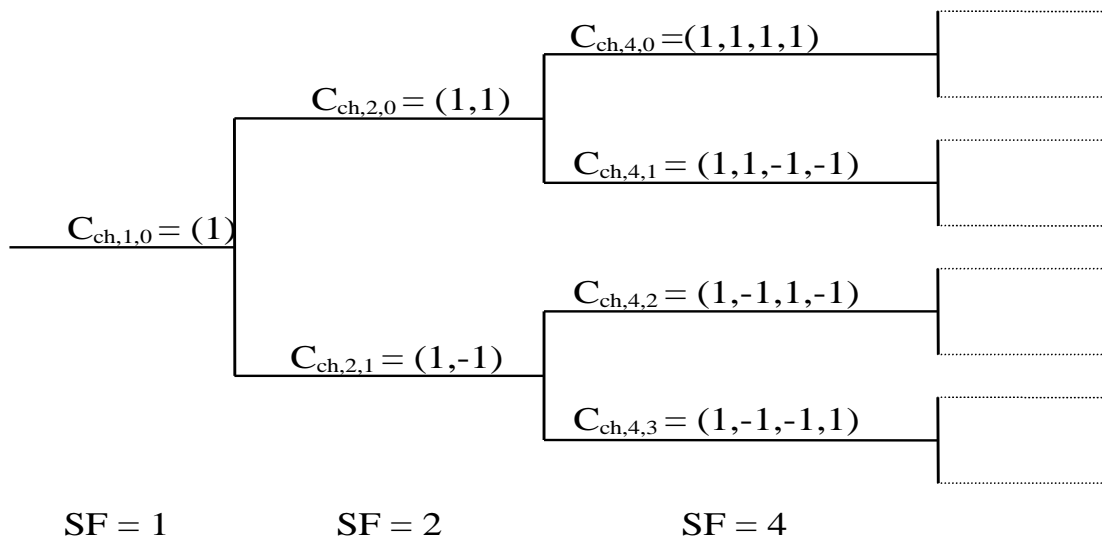 C_ch,4,0 =(1,1,1,1)
C_ch,2,0 = (1,1)
C_ch,4,1 = (1,1,-1,-1)
C_ch,1,0 = (1)
C_ch,4,2 = (1,-1,1,-1)
C_ch,2,1 = (1,-1)
C_ch,4,3 = (1,-1,-1,1)
SF = 1 SF = 2 SF = 4